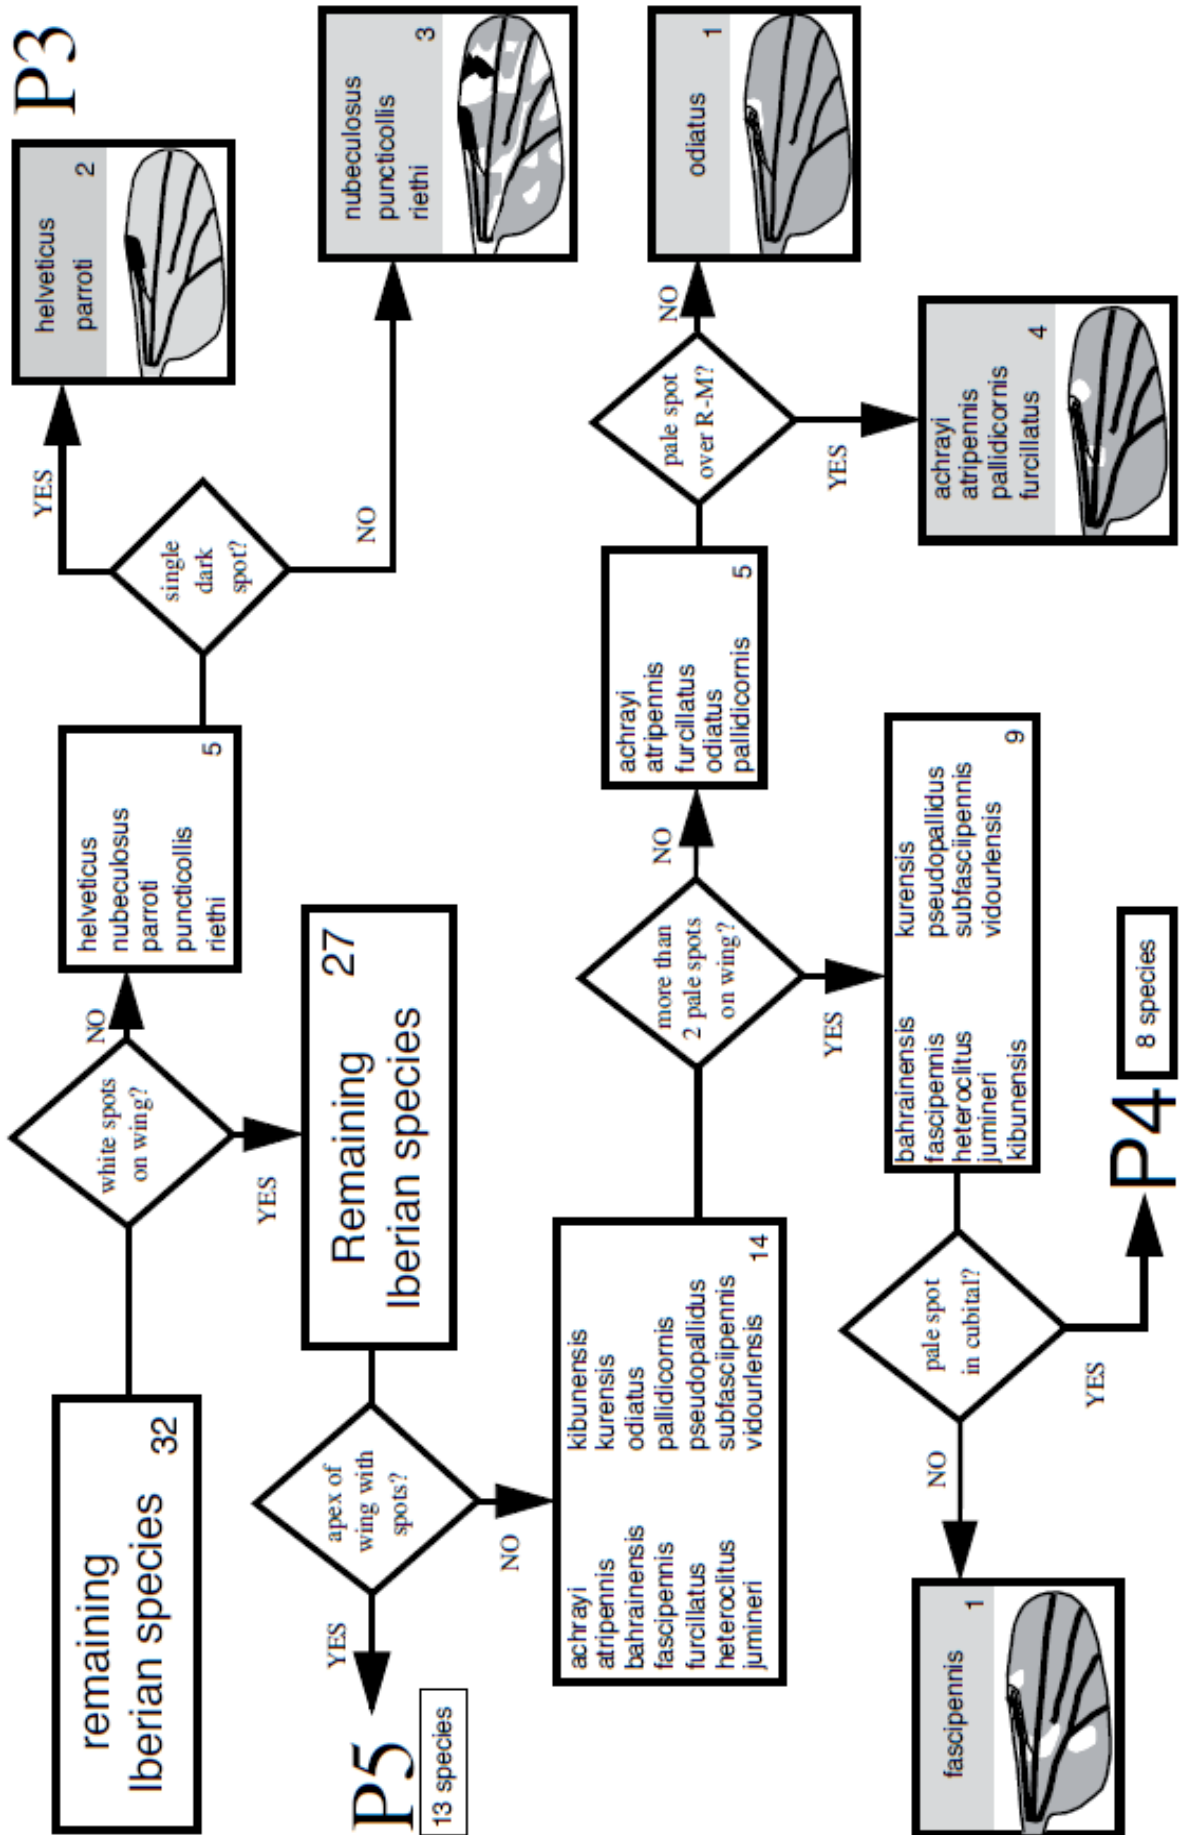 P3
remaining
Iberian species 32
white spots
on wing?
NO
YES
helveticus
nubeculosus
parroti
puncticollis
riethi
5
single
dark
spot?
YES
NO
helveticus
parroti
2
nubeculosus
puncticollis
riethi
3
Remaining
Iberian species
27
apex of
wing with
spots?
YES
NO
P5
13 species
achrayi
atripennis
bahrainensis
fascipennis
furcillatus
heteroclitus
jumineri
kibunensis
kurensis
odiatus
pallidicornis
pseudopallidus
subfasciipennis
vidourlensis
14
more than
2 pale spots
on wing?
NO
YES
achrayi
atripennis
furcillatus
odiatus
pallidicornis
5
pale spot
over R-M?
NO
YES
odiatus
1
achrayi
atripennis
pallidicornis
furcillatus
4
bahrainensis
fascipennis
heteroclitus
jumineri
kibunensis
kurensis
pseudopallidus
subfasciipennis
vidourlensis
9
pale spot
in cubital?
NO
YES
fascipennis
1
P4
8 species